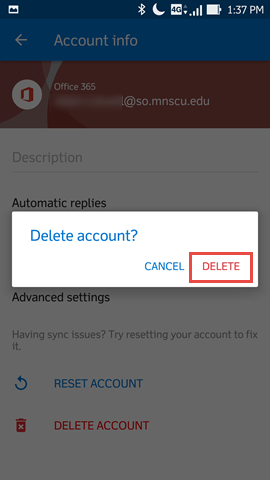 4G
1:37 PM
Account info
Office 365
l@so.mnscu.edu
Description
Automatic replies
Delete account?
CANCEL DELETE
Advanced settings
Having sync issues? Try resetting your account to fix
it.
RESET ACCOUNT
DELETE ACCOUNT